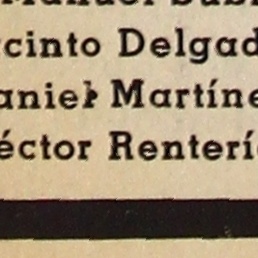 cinto Delgad
aniel Martíne
éctor Renterí